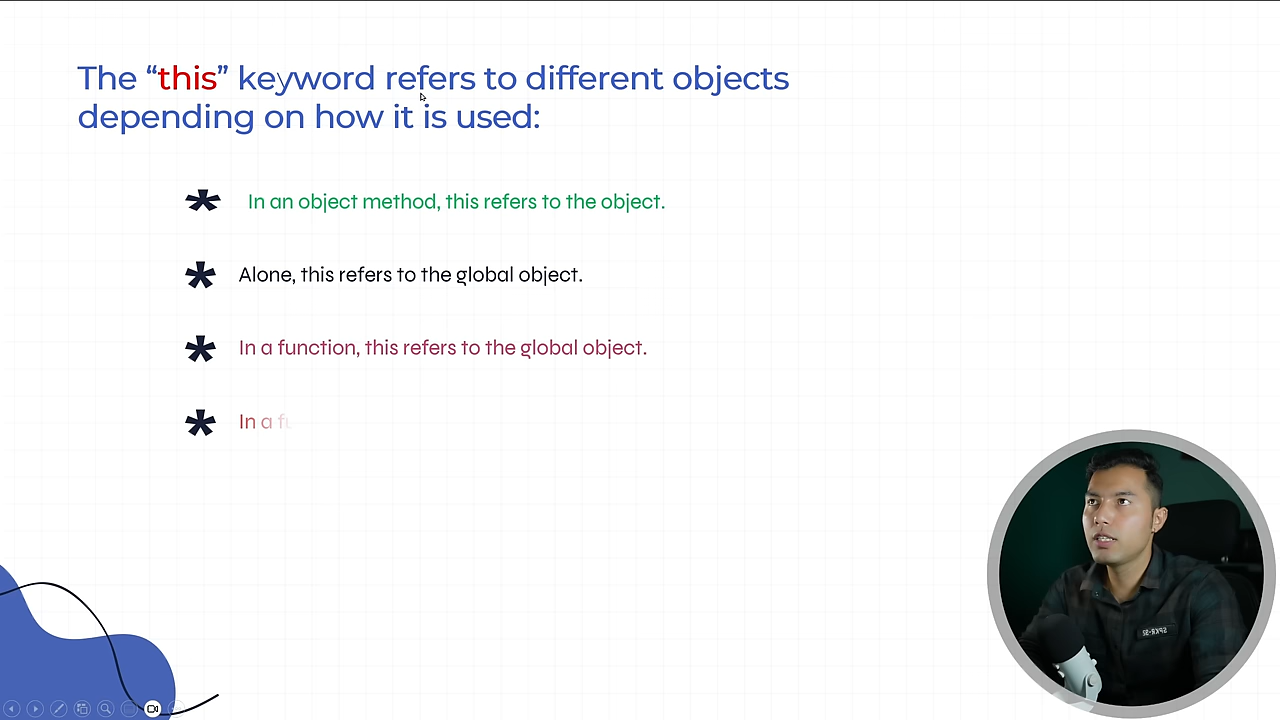 The “this” keyword refers to different objects
depending on how it is used:
* In an object method, this refers to the object.
* Alone, this refers to the global object.
* In a function, this refers to the global object.
* In a fu